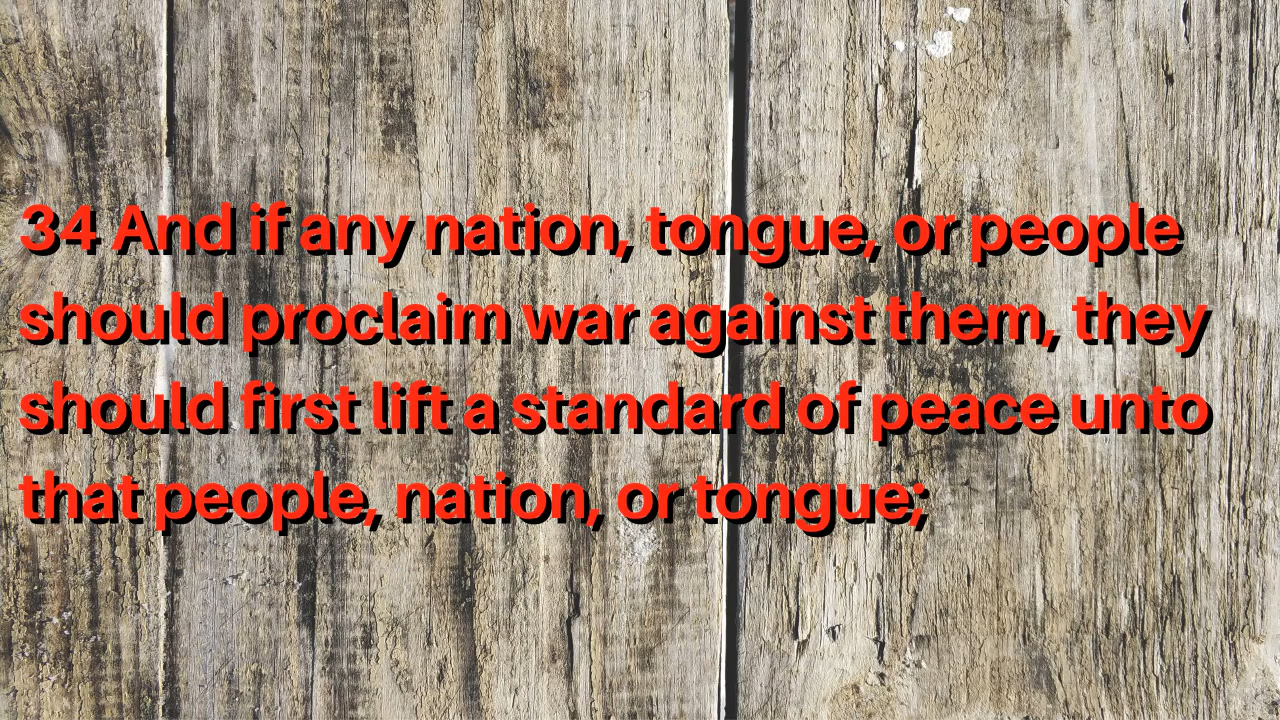 34 And if any nation, tongue, or people
should proclaim war against them, they
should first lift a standard of peace unto
that people, nation, or tongue;